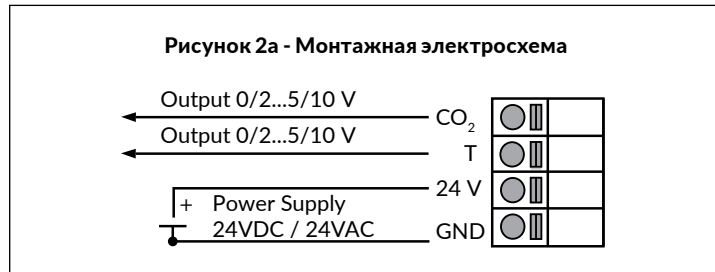 Рисунок 2а - Монтажная электросхема
Output 0/2...5/10 V
CO₂
Output 0/2...5/10 V
T
24 V
+ Power Supply
24VDC / 24VAC
GND